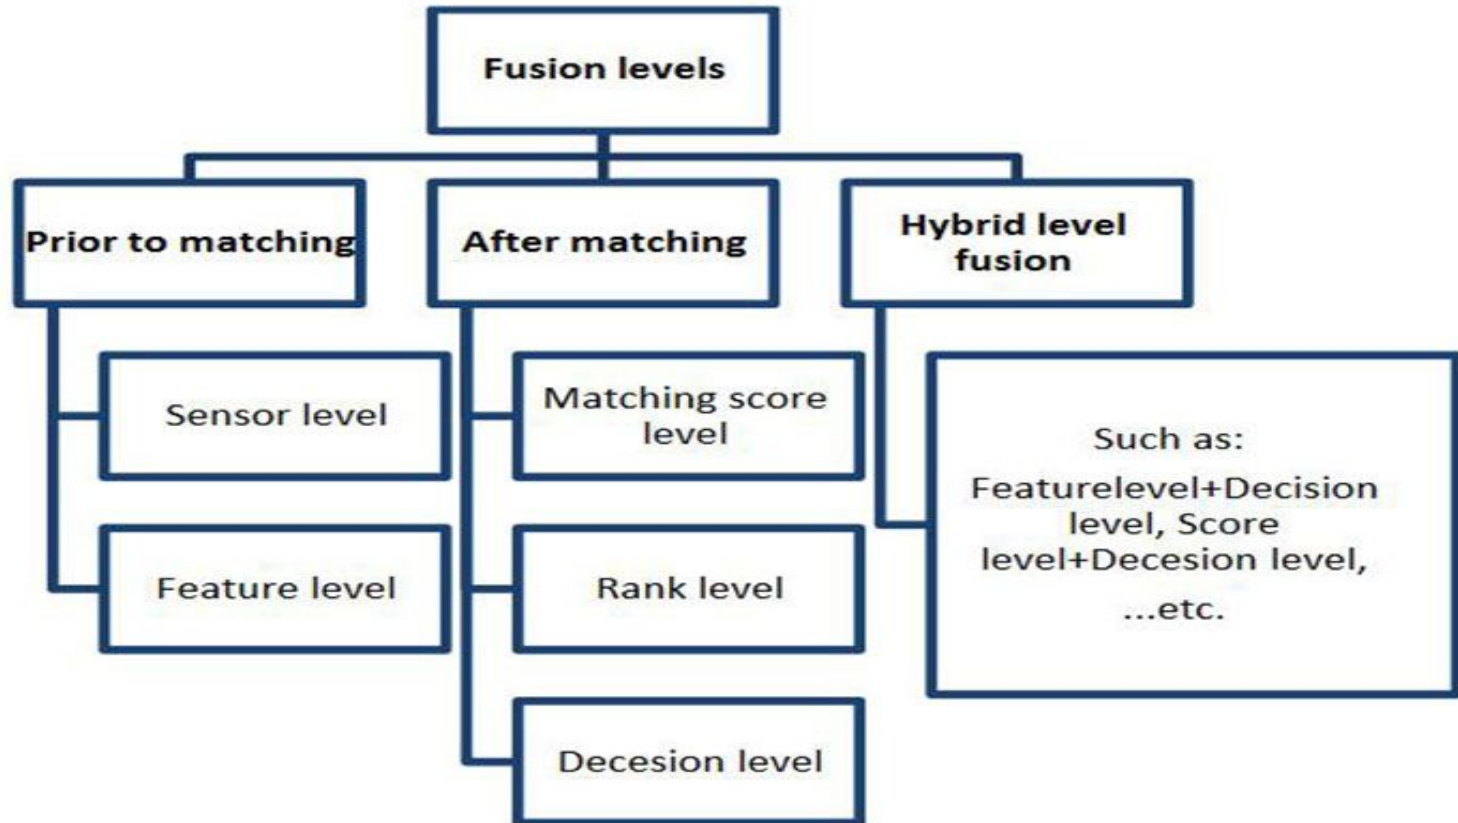 Fusion levels
Prior to matching
After matching
Hybrid level
fusion
Sensor level
Feature level
Matching score
level
Rank level
Decesion level
Such as:
Featurelevel+Decision
level, Score
level+Decesion level,
...etc.